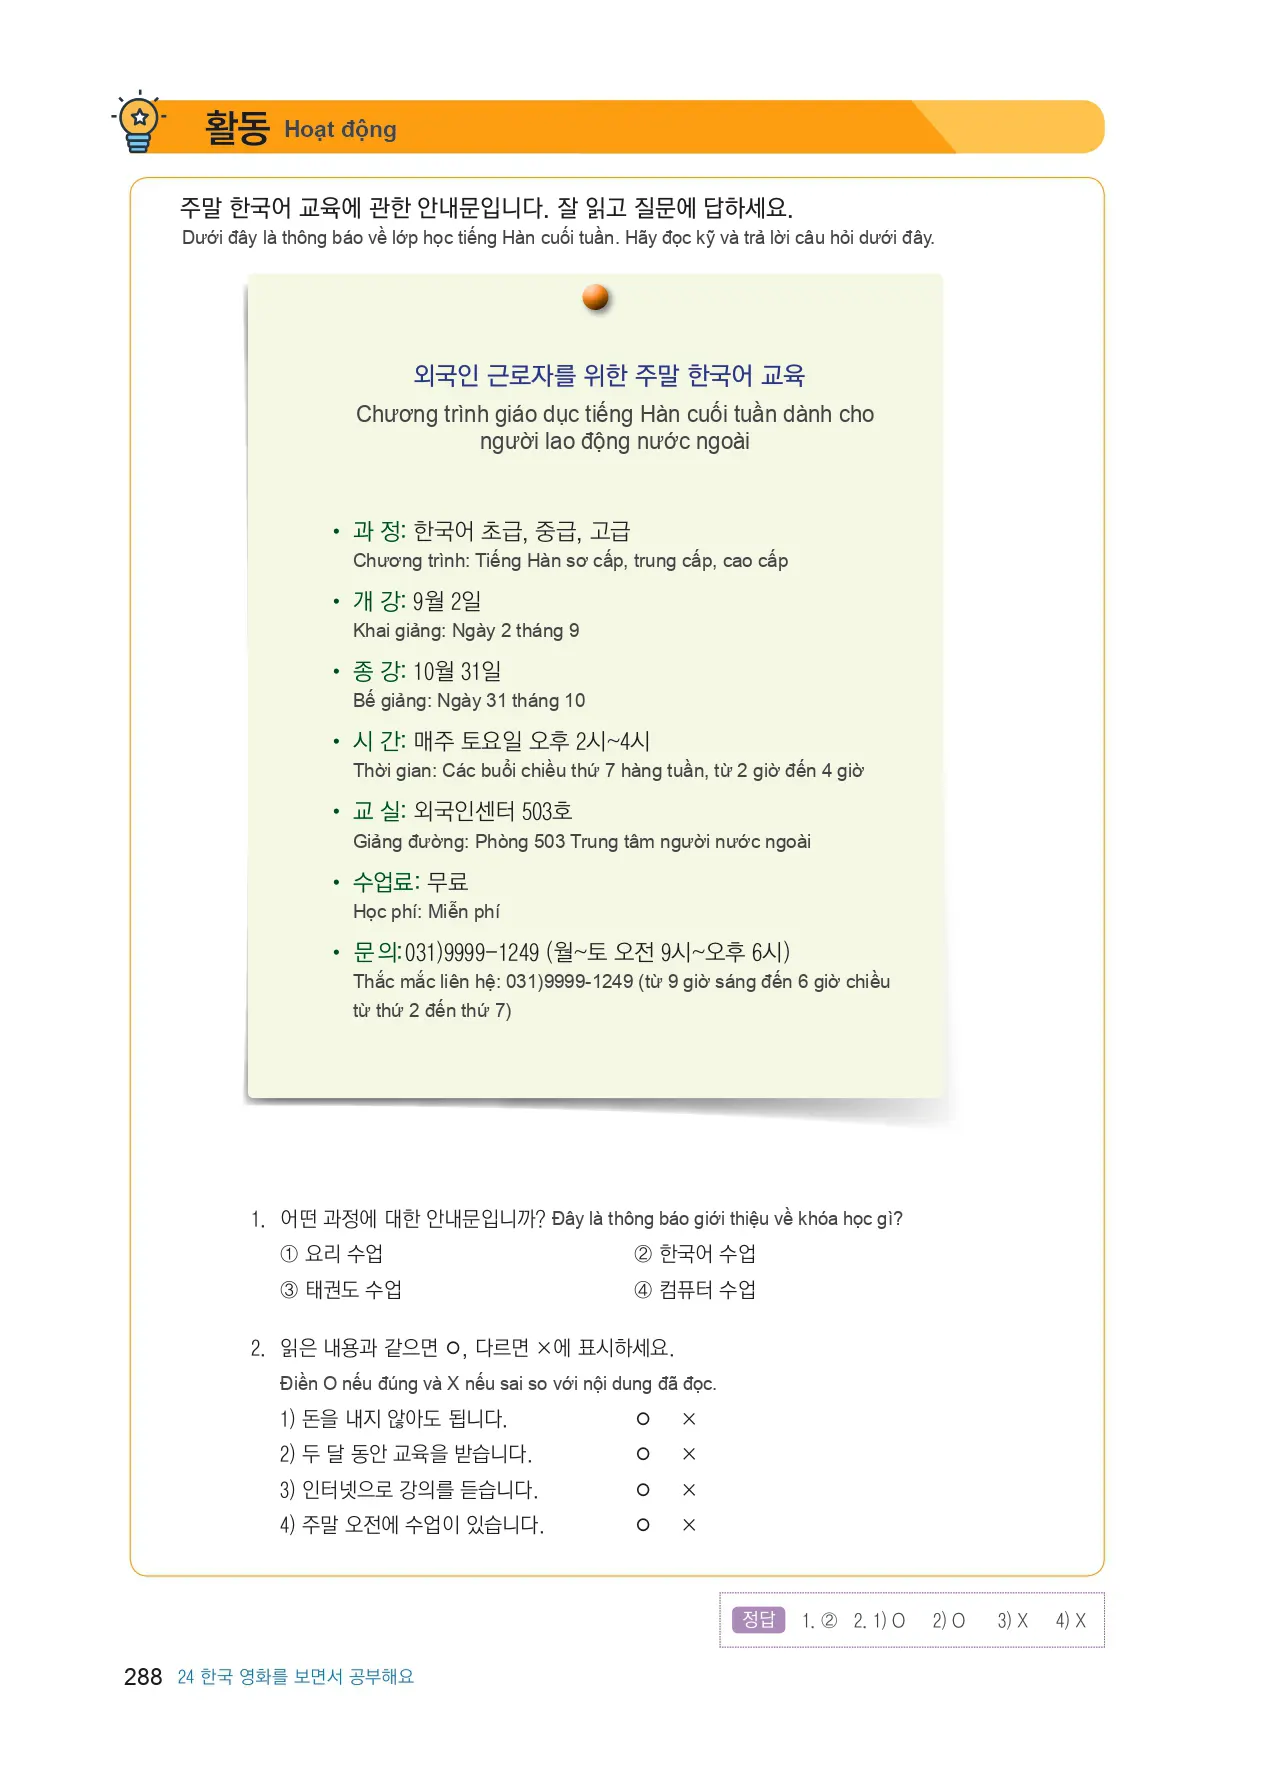 활동 Hoạt động
주말 한국어 교육에 관한 안내문입니다. 잘 읽고 질문에 답하세요.
Dưới đây là thông báo về lớp học tiếng Hàn cuối tuần. Hãy đọc kỹ và trả lời câu hỏi dưới đây.
외국인 근로자를 위한 주말 한국어 교육
Chương trình giáo dục tiếng Hàn cuối tuần dành cho
người lao động nước ngoài
• 과 정: 한국어 초급, 중급, 고급
Chương trình: Tiếng Hàn sơ cấp, trung cấp, cao cấp
• 개 강: 9월 2일
Khai giảng: Ngày 2 tháng 9
• 종 강: 10월 31일
Bế giảng: Ngày 31 tháng 10
• 시 간: 매주 토요일 오후 2시~4시
Thời gian: Các buổi chiều thứ 7 hàng tuần, từ 2 giờ đến 4 giờ
• 교 실: 외국인센터 503호
Giảng đường: Phòng 503 Trung tâm người nước ngoài
• 수업료: 무료
Học phí: Miễn phí
• 문의: 031)9999-1249 (월~토 오전 9시~오후 6시)
Thắc mắc liên hệ: 031)9999-1249 (từ 9 giờ sáng đến 6 giờ chiều
từ thứ 2 đến thứ 7)
1. 어떤 과정에 대한 안내문입니까? Đây là thông báo giới thiệu về khóa học gì?
① 요리 수업 ② 한국어 수업
③ 태권도 수업 ④ 컴퓨터 수업
2. 읽은 내용과 같으면 O, 다르면 ×에 표시하세요.
Điền O nếu đúng và X nếu sai so với nội dung đã đọc.
1) 돈을 내지 않아도 됩니다. O ×
2) 두 달 동안 교육을 받습니다. O ×
3) 인터넷으로 강의를 듣습니다. O ×
4) 주말 오전에 수업이 있습니다. O ×
정답 1. ② 2. 1) O 2) O 3) X 4) X
288 24 한국 영화를 보면서 공부해요